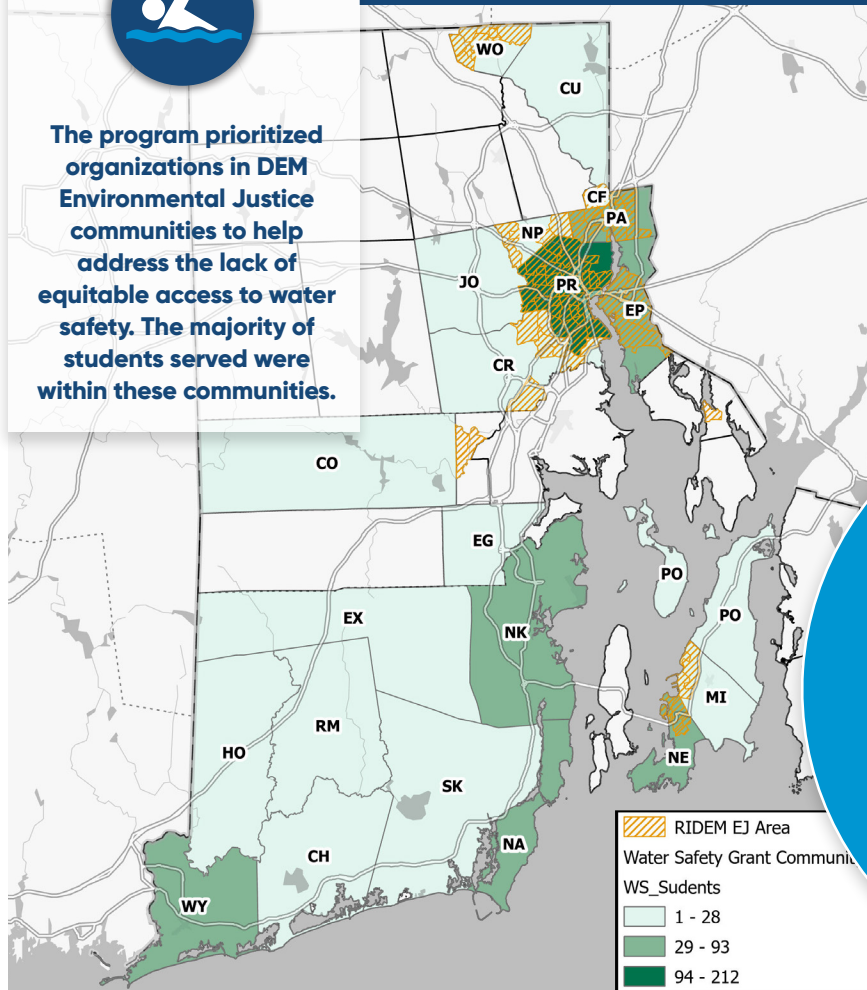 The program prioritized
organizations in DEM
Environmental Justice
communities to help
address the lack of
equitable access to water
safety. The majority of
students served were
within these communities.
WO
CU
CF
PA
NP
JO
PR
EP
CR
CO
EG
PO
PO
EX
NK
MI
RM
HO
NE
SK
NA
CH
WY
RIDEM EJ Area
Water Safety Grant Communit
WS_Sudents
1 - 28
29 - 93
94 - 212